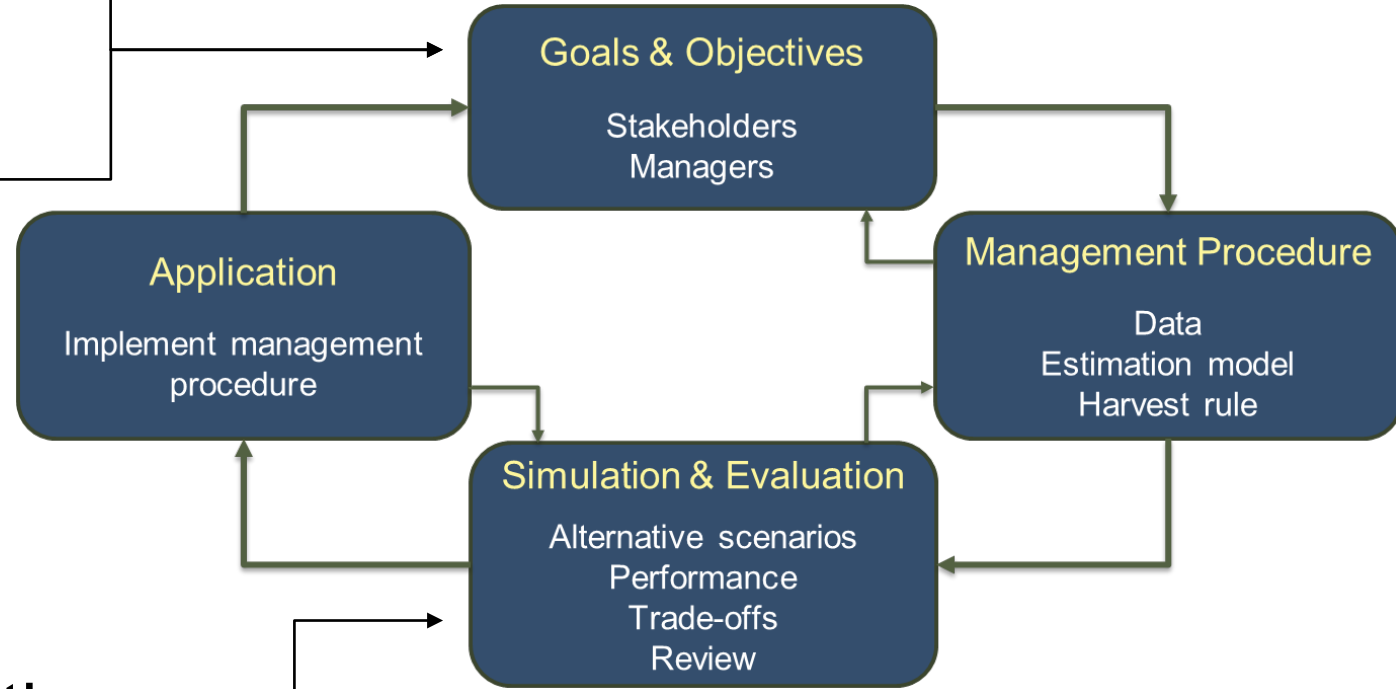 Goals & Objectives
Stakeholders
Managers
Application
Implement management
procedure
Management Procedure
Data
Estimation model
Harvest rule
Simulation & Evaluation
Alternative scenarios
Performance
Trade-offs
Review